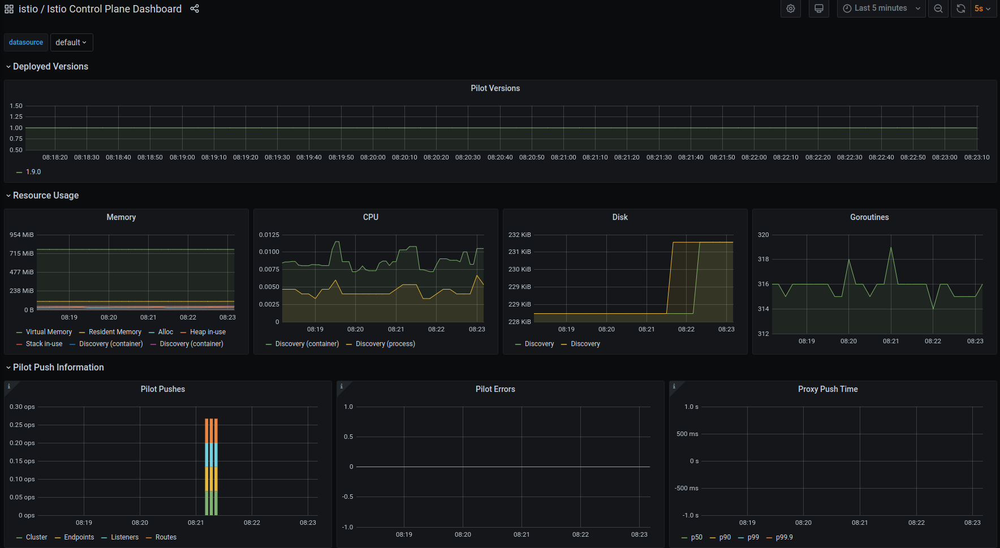 istio / Istio Control Plane Dashboard
Last 5 minutes
5s
datasource default
Deployed Versions
Pilot Versions
1.50
1.25
1.00
0.75
0.50
08:18:20 08:18:30 08:18:40 08:18:50 08:19:00 08:19:10 08:19:20 08:19:30 08:19:40 08:19:50 08:20:00 08:20:10 08:20:20 08:20:30 08:20:40 08:20:50 08:21:00 08:21:10 08:21:20 08:21:30 08:21:40 08:21:50 08:22:00 08:22:10 08:22:20 08:22:30 08:22:40 08:22:50 08:23:00 08:23:10
1.9.0
Resource Usage
Memory
954 MiB
715 MiB
477 MiB
238 MiB
0 B
08:19 08:20 08:21 08:22 08:23
Virtual Memory Resident Memory Alloc Heap in-use
Stack in-use Discovery (container) Discovery (container)
CPU
0.0125
0.0100
0.0075
0.0050
0.0025
0
08:19 08:20 08:21 08:22 08:23
Discovery (container) Discovery (process)
Disk
232 KiB
231 KiB
230 KiB
229 KiB
229 KiB
228 KiB
08:19 08:20 08:21 08:22 08:23
Discovery Discovery
Goroutines
320
318
316
314
312
08:19 08:20 08:21 08:22 08:23
Pilot Push Information
i
Pilot Pushes
0.30 ops
0.25 ops
0.20 ops
0.15 ops
0.10 ops
0.05 ops
0 ops
08:19 08:20 08:21 08:22 08:23
Cluster Endpoints Listeners Routes
i
Pilot Errors
1.0
0.5
0
-0.5
-1.0
08:19 08:20 08:21 08:22 08:23
i
Proxy Push Time
1.0 s
500 ms
0 s
-500 ms
-1.0 s
08:19 08:20 08:21 08:22 08:23
p50 p90 p99 p99.9